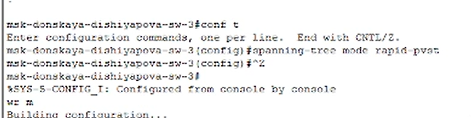 msk-donskaya-dishiyapova-sw-3#conf t
Enter configuration commands, one per line.  End with CNTL/Z.
msk-donskaya-dishiyapova-sw-3(config)#spanning-tree mode rapid-pvst
msk-donskaya-dishiyapova-sw-3(config)#^Z
msk-donskaya-dishiyapova-sw-3#
%SYS-5-CONFIG_I: Configured from console by console
wr m
Building configuration...